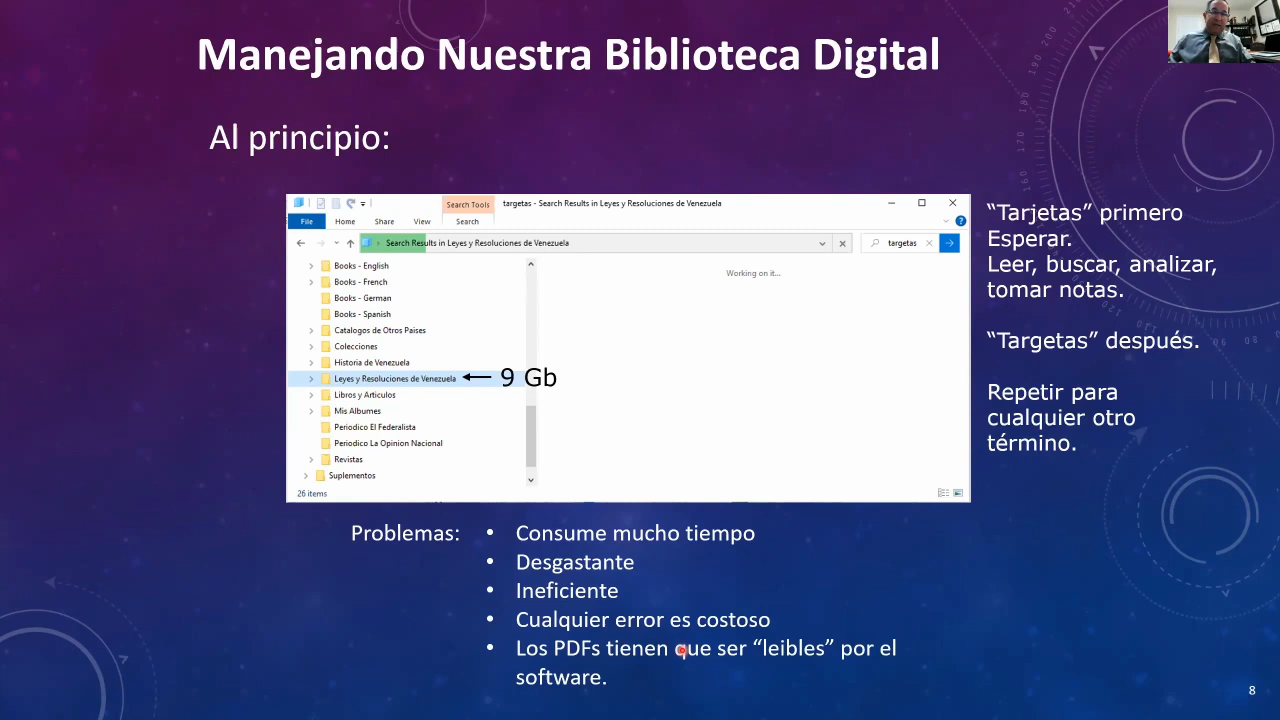 Manejando Nuestra Biblioteca Digital
Al principio:
Search Tools
targetas - Search Results in Leyes y Resoluciones de Venezuela
File
Home
Share
View
Search
Search Results in Leyes y Resoluciones de Venezuela
targetas
Books - English
Books - French
Books - German
Books - Spanish
Catalogos de Otros Paises
Colecciones
Historia de Venezuela
Leyes y Resoluciones de Venezuela
9 Gb
Libros y Articulos
Mis Albumes
Periodico El Federalista
Periodico La Opinion Nacional
Revistas
Suplementos
26 items
Working on it...
“Tarjetas” primero
Esperar.
Leer, buscar, analizar,
tomar notas.
“Targetas” después.
Repetir para
cualquier otro
término.
Problemas:
• Consume mucho tiempo
• Desgastante
• Ineficiente
• Cualquier error es costoso
• Los PDFs tienen que ser “leibles” por el
software.
8